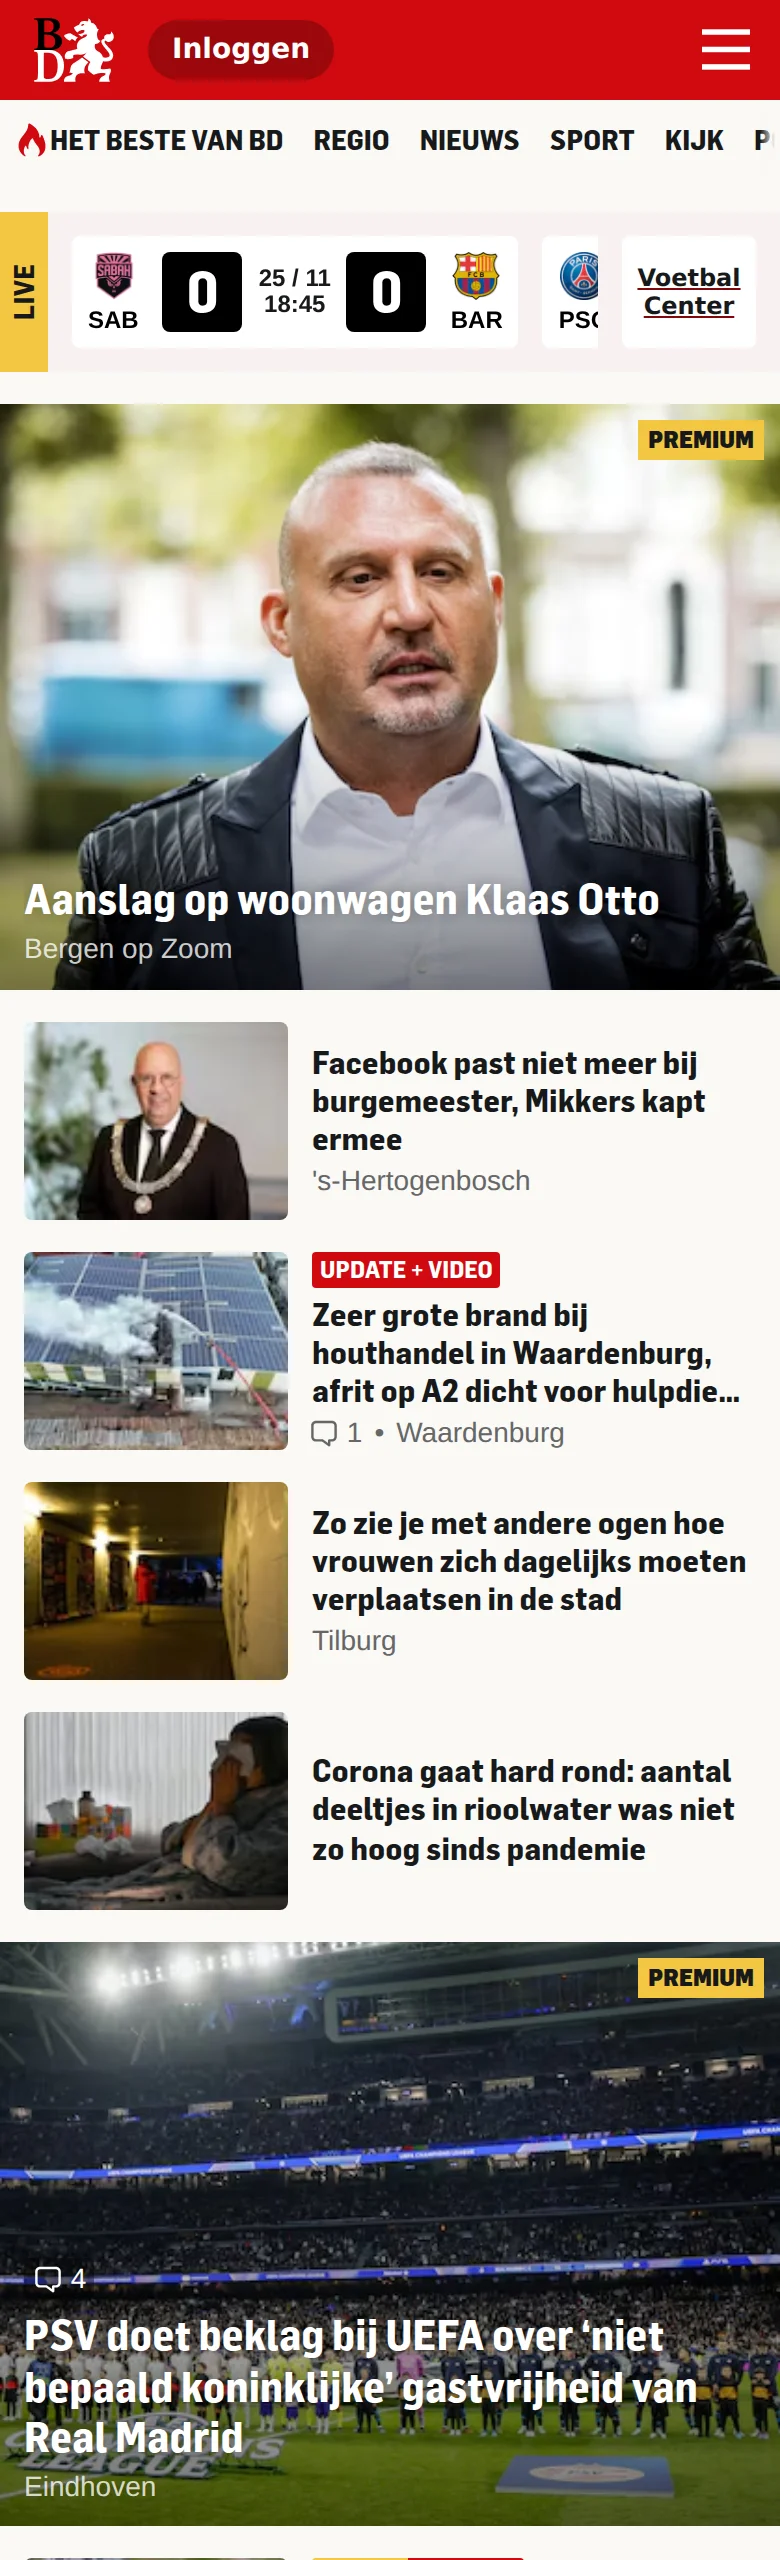 BD
Inloggen
HET BESTE VAN BD REGIO NIEUWS SPORT KIJK
LIVE
SABAH
SAB
0
25 / 11
18:45
0
FCB
BAR
PARIS
PSG
Voetbal
Center
PREMIUM
Aanslag op woonwagen Klaas Otto
Bergen op Zoom
Facebook past niet meer bij
burgemeester, Mikkers kapt
ermee
's-Hertogenbosch
UPDATE + VIDEO
Zeer grote brand bij
houthandel in Waardenburg,
afrit op A2 dicht voor hulpdie...
1 • Waardenburg
Zo zie je met andere ogen hoe
vrouwen zich dagelijks moeten
verplaatsen in de stad
Tilburg
Corona gaat hard rond: aantal
deeltjes in rioolwater was niet
zo hoog sinds pandemie
PREMIUM
4
PSV doet beklag bij UEFA over ‘niet
bepaald koninklijke’ gastvrijheid van
Real Madrid
Eindhoven